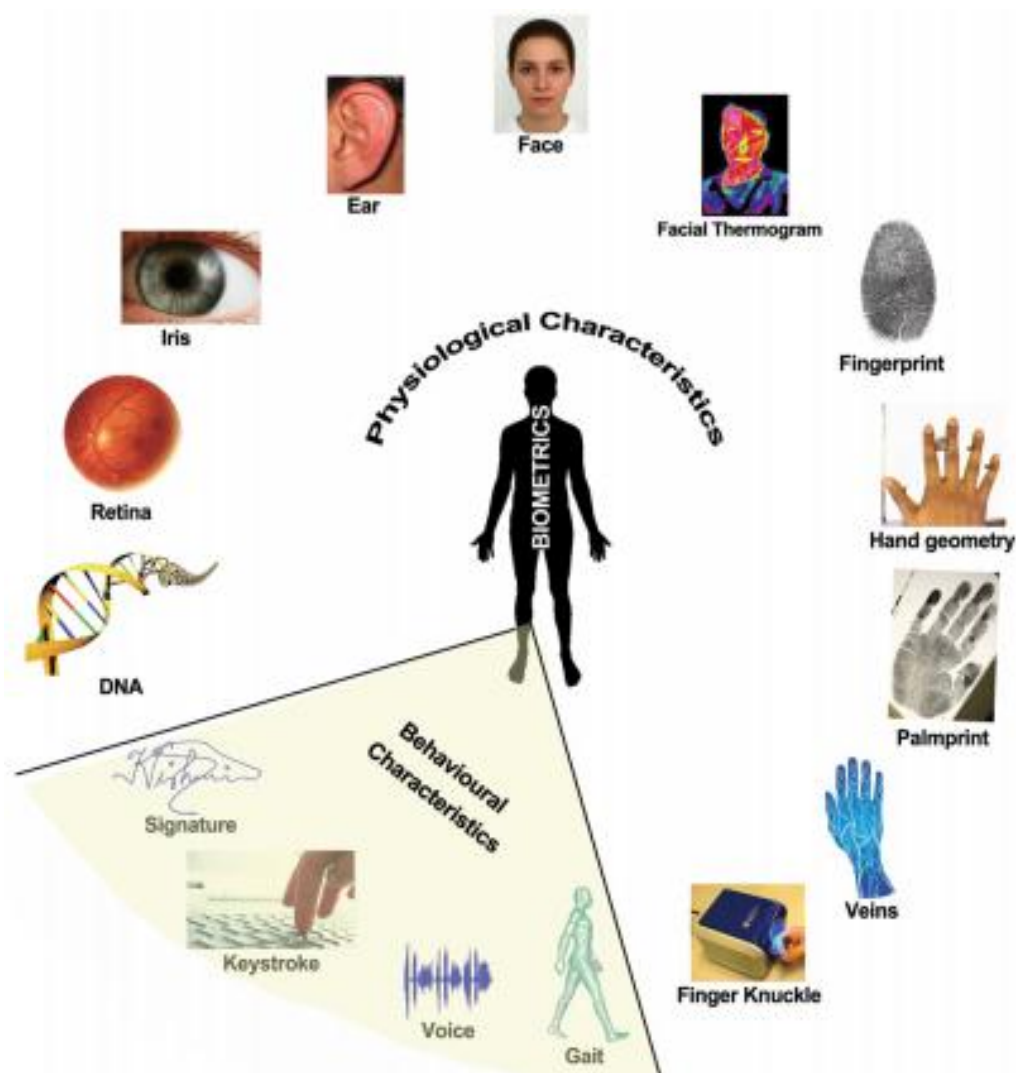 Face
Ear
Facial Thermogram
Iris
Fingerprint
Physiological Characteristics
BIOMETRICS
Retina
Hand geometry
DNA
Palmprint
Behavioural
Characteristics
Signature
Veins
Keystroke
Finger Knuckle
Voice
Gait